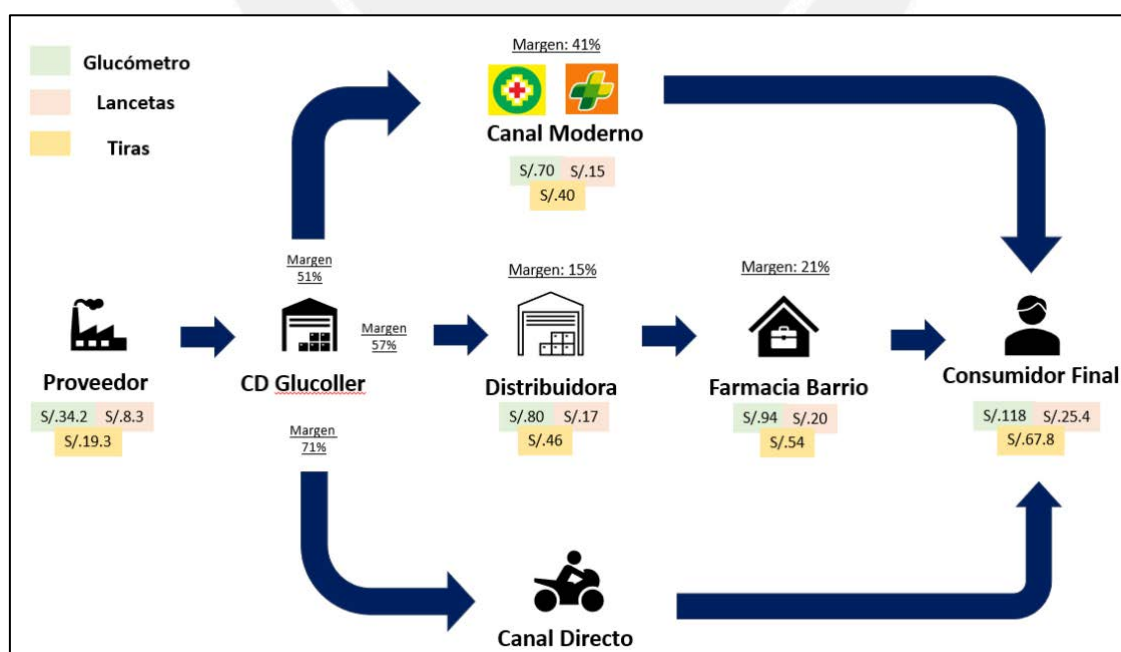 Glucómetro
Lancetas
Tiras
Margen: 41%
Canal Moderno
S/.70 S/.15
S/.40
Margen
51%
Margen
57%
Margen: 15%
Margen: 21%
Proveedor
S/.34.2 S/.8.3
S/.19.3
CD Glucoller
Distribuidora
S/.80 S/.17
S/.46
Farmacia Barrio
S/.94 S/.20
S/.54
Consumidor Final
S/.118 S/.25.4
S/.67.8
Margen
71%
Canal Directo